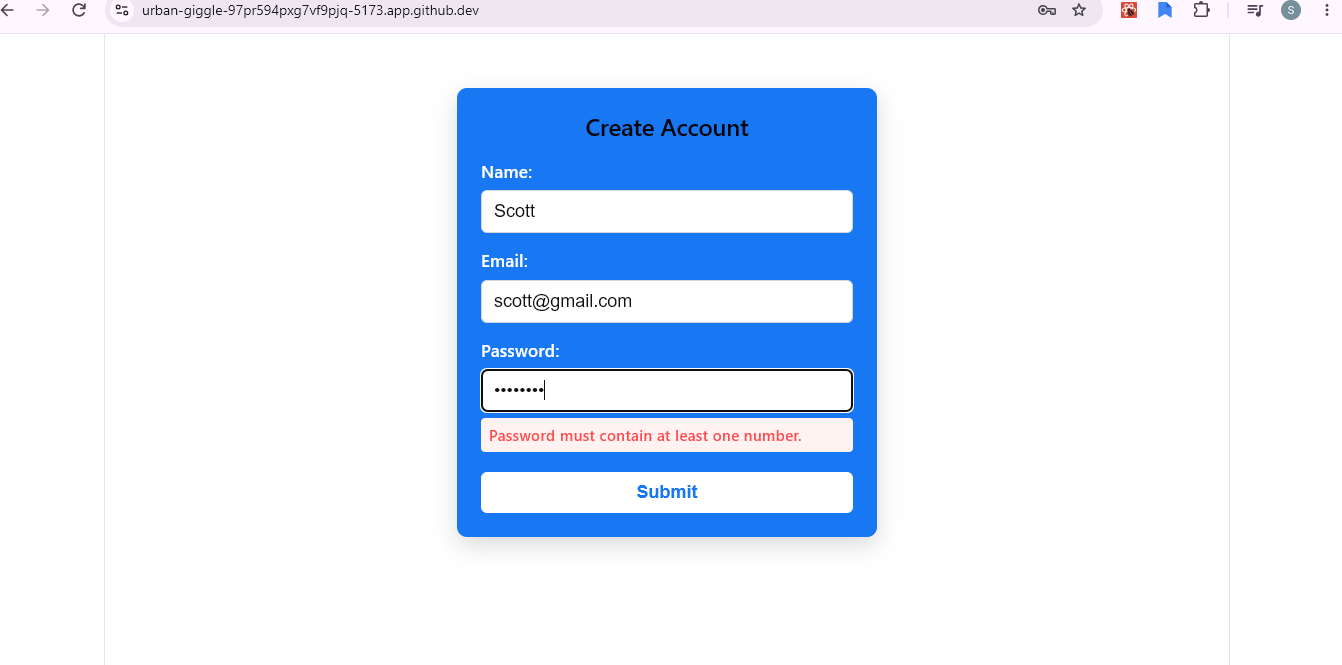 urban-giggle-97pr594pxg7vf9pjq-5173.app.github.dev
S
Create Account
Name:
Scott
Email:
scott@gmail.com
Password:
••••••••
Password must contain at least one number.
Submit